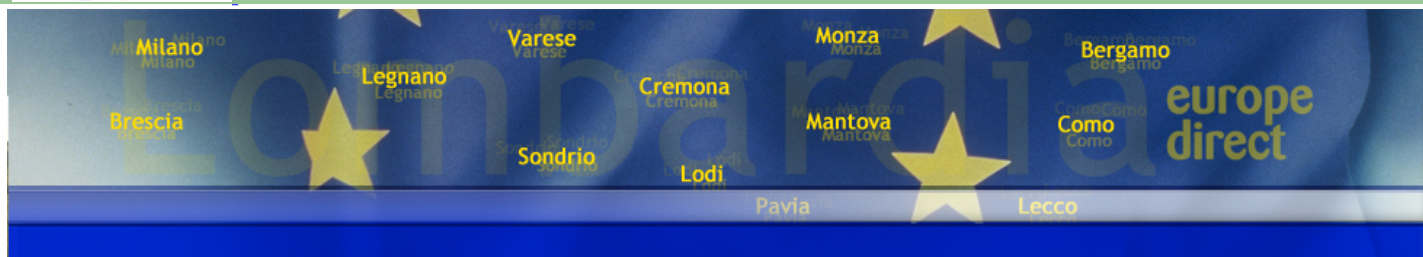 Lombardia
Milano
Varese
Monza
Bergamo
Legnano
Cremona
Brescia
Mantova
Como
europe
direct
Sondrio
Lodi
Pavia
Lecco